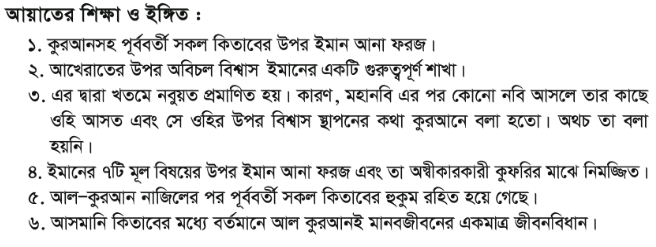 আয়াতের শিক্ষা ও ইঙ্গিত :
১. কুরআনসহ পূর্ববর্তী সকল কিতাবের উপর ইমান আনা ফরজ।
২. আখেরাতের উপর অবিচল বিশ্বাস ইমানের একটি গুরুত্বপূর্ণ শাখা।
৩. এর দ্বারা খতমে নবুয়ত প্রমাণিত হয়। কারণ, মহানবি এর পর কোনো নবি আসলে তার কাছে
ওহি আসত এবং সে ওহির উপর বিশ্বাস স্থাপনের কথা কুরআনে বলা হতো। অথচ তা বলা
হয়নি।
৪. ইমানের ৭টি মূল বিষয়ের উপর ইমান আনা ফরজ এবং তা অস্বীকারকারী কুফরির মাঝে নিমজ্জিত।
৫. আল-কুরআন নাজিলের পর পূর্ববর্তী সকল কিতাবের হুকুম রহিত হয়ে গেছে।
৬. আসমানি কিতাবের মধ্যে বর্তমানে আল কুরআনই মানবজীবনের একমাত্র জীবনবিধান।